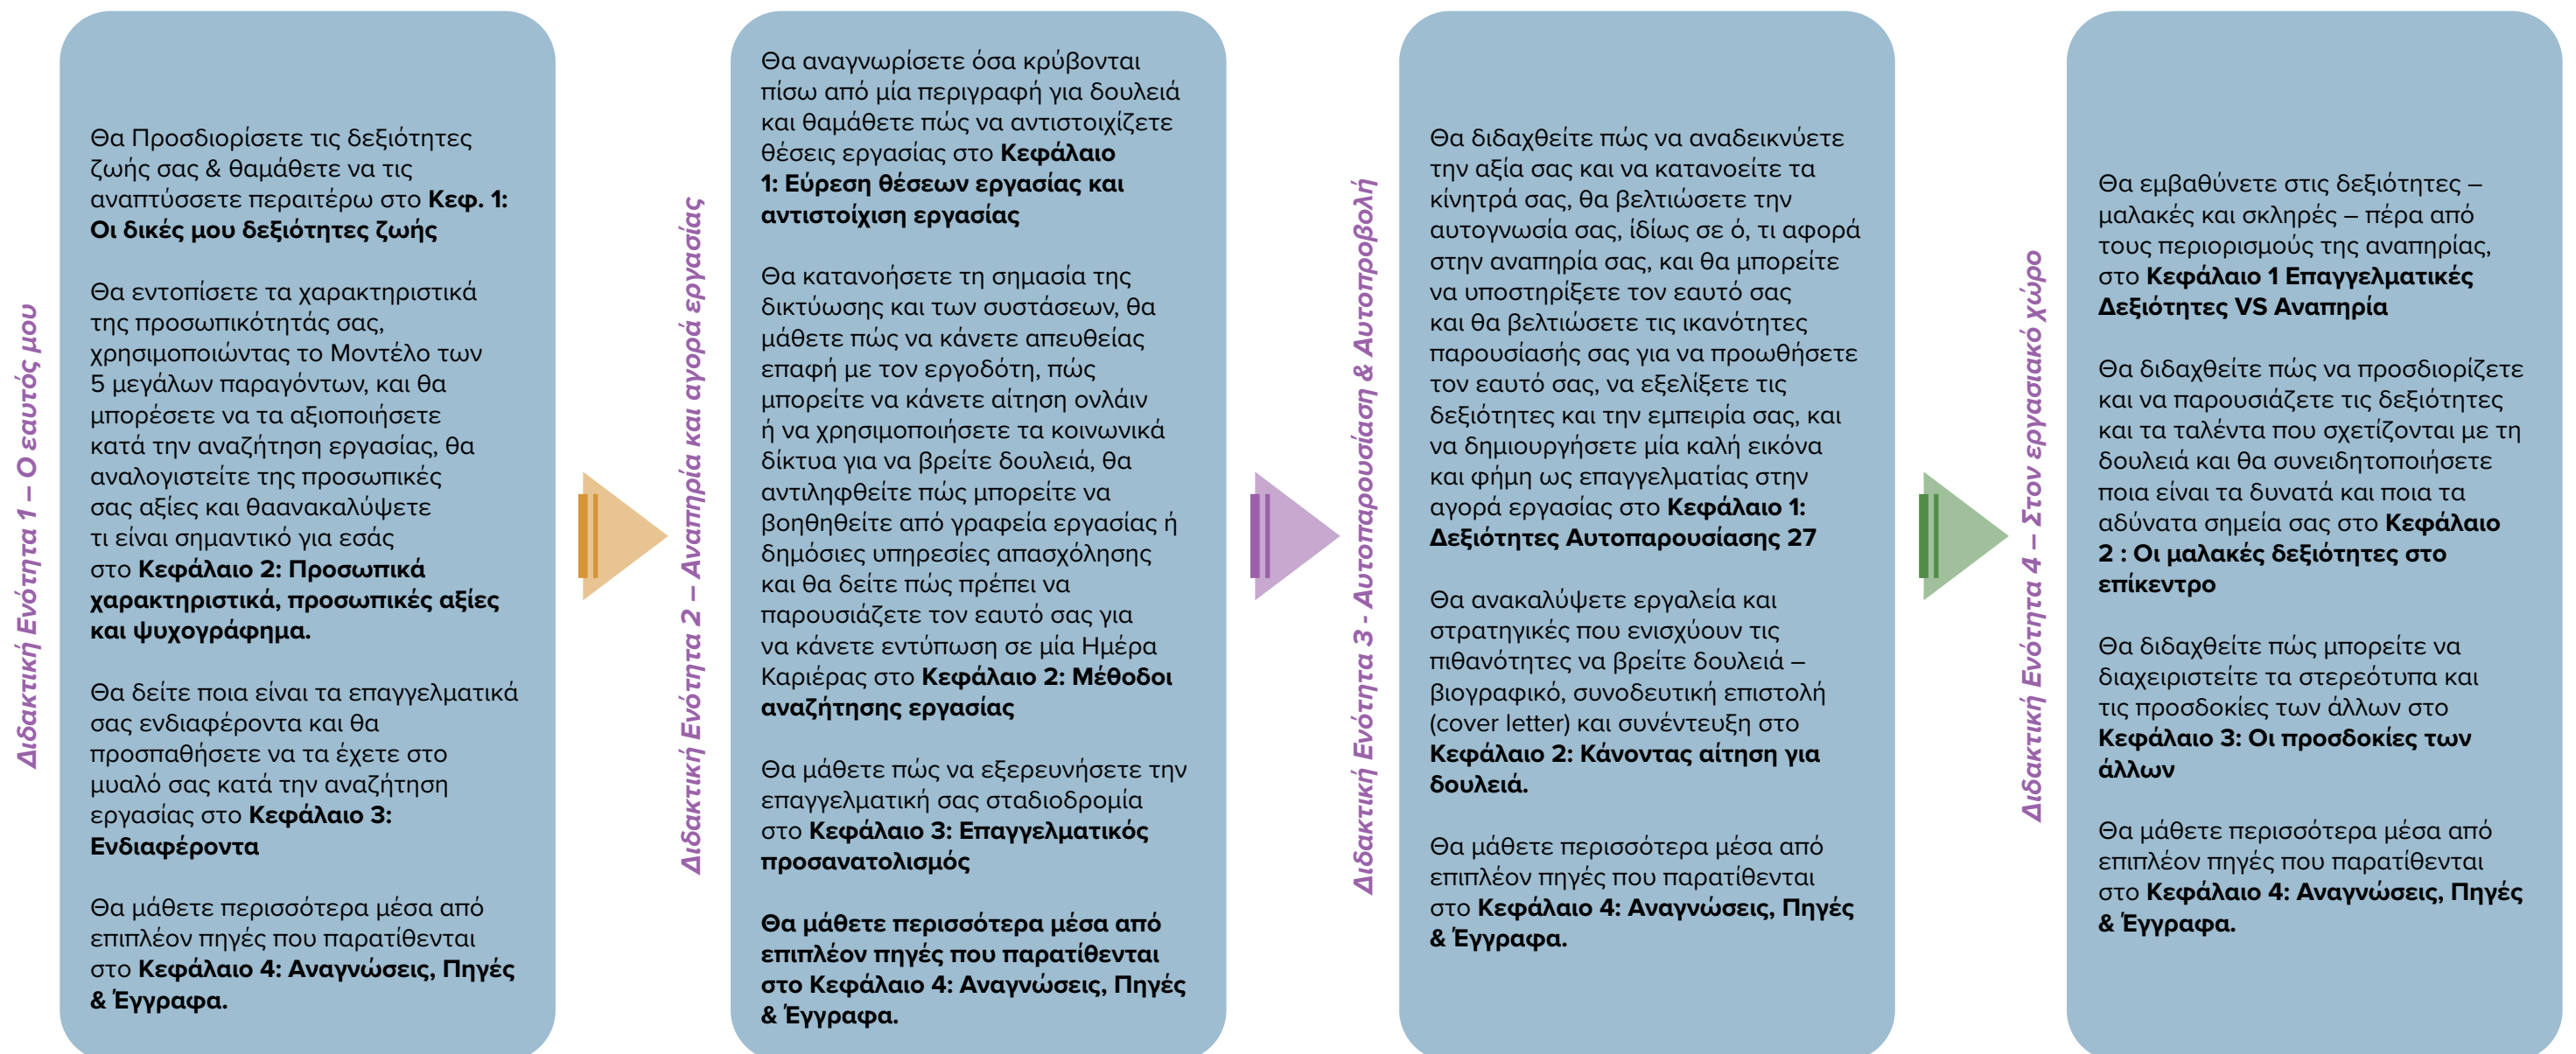 Διδακτική Ενότητα 1 – Ο εαυτός μου
Θα Προσδιορίσετε τις δεξιότητες
ζωής σας & θαμάθετε να τις
αναπτύσσετε περαιτέρω στο Κεφ. 1:
Οι δικές μου δεξιότητες ζωής
Θα εντοπίσετε τα χαρακτηριστικά
της προσωπικότητάς σας,
χρησιμοποιώντας το Μοντέλο των
5 μεγάλων παραγόντων, και θα
μπορέσετε να τα αξιοποιήσετε
κατά την αναζήτηση εργασίας, θα
αναλογιστείτε της προσωπικές
σας αξίες και θαανακαλύψετε
τι είναι σημαντικό για εσάς
στο Κεφάλαιο 2: Προσωπικά
χαρακτηριστικά, προσωπικές αξίες
και ψυχογράφημα.
Θα δείτε ποια είναι τα επαγγελματικά
σας ενδιαφέροντα και θα
προσπαθήσετε να τα έχετε στο
μυαλό σας κατά την αναζήτηση
εργασίας στο Κεφάλαιο 3:
Ενδιαφέροντα
Θα μάθετε περισσότερα μέσα από
επιπλέον πηγές που παρατίθενται
στο Κεφάλαιο 4: Αναγνώσεις, Πηγές
& Έγγραφα.
Διδακτική Ενότητα 2 – Αναπηρία και αγορά εργασίας
Θα αναγνωρίσετε όσα κρύβονται
πίσω από μία περιγραφή για δουλειά
και θαμάθετε πώς να αντιστοιχίζετε
θέσεις εργασίας στο Κεφάλαιο
1: Εύρεση θέσεων εργασίας και
αντιστοίχιση εργασίας
Θα κατανοήσετε τη σημασία της
δικτύωσης και των συστάσεων, θα
μάθετε πώς να κάνετε απευθείας
επαφή με τον εργοδότη, πώς
μπορείτε να κάνετε αίτηση ονλάιν
ή να χρησιμοποιήσετε τα κοινωνικά
δίκτυα για να βρείτε δουλειά, θα
αντιληφθείτε πώς μπορείτε να
βοηθηθείτε από γραφεία εργασίας ή
δημόσιες υπηρεσίες απασχόλησης
και θα δείτε πώς πρέπει να
παρουσιάζετε τον εαυτό σας για
να κάνετε εντύπωση σε μία Ημέρα
Καριέρας στο Κεφάλαιο 2: Μέθοδοι
αναζήτησης εργασίας
Θα μάθετε πώς να εξερευνήσετε την
επαγγελματική σας σταδιοδρομία
στο Κεφάλαιο 3: Επαγγελματικός
προσανατολισμός
Θα μάθετε περισσότερα μέσα από
επιπλέον πηγές που παρατίθενται
στο Κεφάλαιο 4: Αναγνώσεις, Πηγές
& Έγγραφα.
Διδακτική Ενότητα 3 - Αυτοπαρουσίαση & Αυτοπροβολή
Θα διδαχθείτε πώς να αναδεικνύετε
την αξία σας και να κατανοείτε τα
κίνητρά σας, θα βελτιώσετε την
αυτογνωσία σας, ίδίως σε ό, τι αφορά
στην αναπηρία σας, και θα μπορείτε
να υποστηρίξετε τον εαυτό σας
και θα βελτιώσετε τις ικανότητες
παρουσίασής σας για να προωθήσετε
τον εαυτό σας, να εξελίξετε τις
δεξιότητες και την εμπειρία σας, και
να δημιουργήσετε μία καλή εικόνα
και φήμη ως επαγγελματίας στην
αγορά εργασίας στο Κεφάλαιο 1:
Δεξιότητες Αυτοπαρουσίασης 27
Θα ανακαλύψετε εργαλεία και
στρατηγικές που ενισχύουν τις
πιθανότητες να βρείτε δουλειά –
βιογραφικό, συνοδευτική επιστολή
(cover letter) και συνέντευξη στο
Κεφάλαιο 2: Κάνοντας αίτηση για
δουλειά.
Θα μάθετε περισσότερα μέσα από
επιπλέον πηγές που παρατίθενται
στο Κεφάλαιο 4: Αναγνώσεις, Πηγές
& Έγγραφα.
Διδακτική Ενότητα 4 – Στον εργασιακό χώρο
Θα εμβαθύνετε στις δεξιότητες –
μαλακές και σκληρές – πέρα από
τους περιορισμούς της αναπηρίας,
στο Κεφάλαιο 1 Επαγγελματικές
Δεξιότητες VS Αναπηρία
Θα διδαχθείτε πώς να προσδιορίζετε
και να παρουσιάζετε τις δεξιότητες
και τα ταλέντα που σχετίζονται με τη
δουλειά και θα συνειδητοποιήσετε
ποια είναι τα δυνατά και ποια τα
αδύνατα σημεία σας στο Κεφάλαιο
2 : Οι μαλακές δεξιότητες στο
επίκεντρο
Θα διδαχθείτε πώς μπορείτε να
διαχειριστείτε τα στερεότυπα και
τις προσδοκίες των άλλων στο
Κεφάλαιο 3: Οι προσδοκίες των
άλλων
Θα μάθετε περισσότερα μέσα από
επιπλέον πηγές που παρατίθενται
στο Κεφάλαιο 4: Αναγνώσεις, Πηγές
& Έγγραφα.